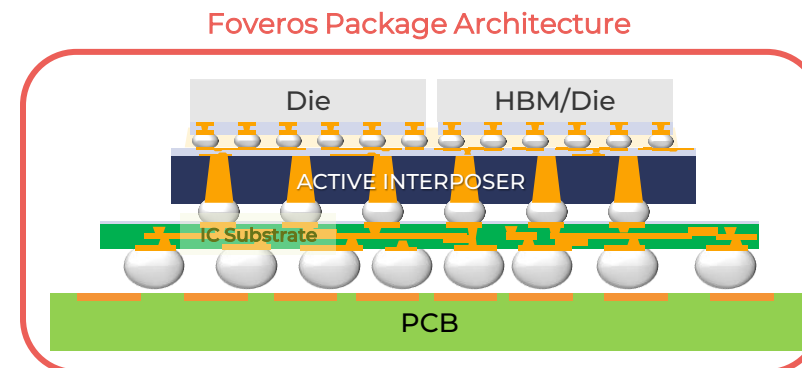 Foveros Package Architecture
Die
HBM/Die
ACTIVE INTERPOSER
IC Substrate
PCB